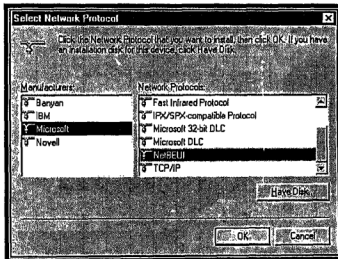 Select Network Protocol
Click the Network Protocol that you want to install, then click OK. If you have
an installation disk for this device, click Have Disk.
Manufacturers:
Banyan
IBM
Microsoft
Novell
Network Protocols:
Fast Infrared Protocol
IPX/SPX-compatible Protocol
Microsoft 32-bit DLC
Microsoft DLC
NetBEUI
TCP/IP
Have Disk...
OK
Cancel